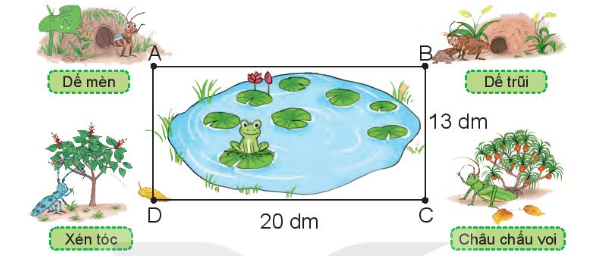 A
B
Dế mèn
Dế trũi
13 dm
D
C
20 dm
Xén tóc
Châu chấu voi